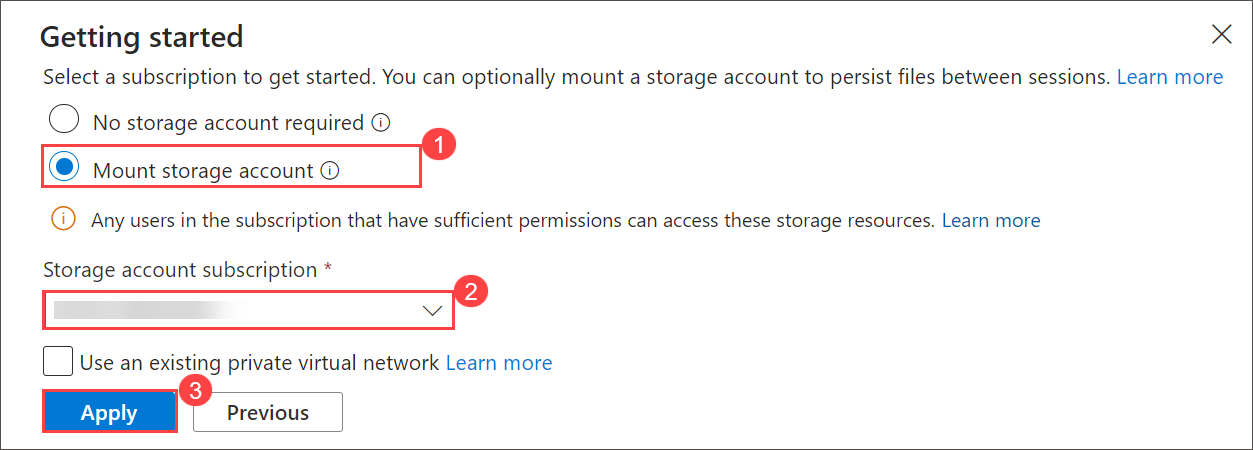 Getting started
Select a subscription to get started. You can optionally mount a storage account to persist files between sessions. Learn more
No storage account required
1
Mount storage account
Any users in the subscription that have sufficient permissions can access these storage resources. Learn more
Storage account subscription *
2
Use an existing private virtual network Learn more
3
Apply Previous